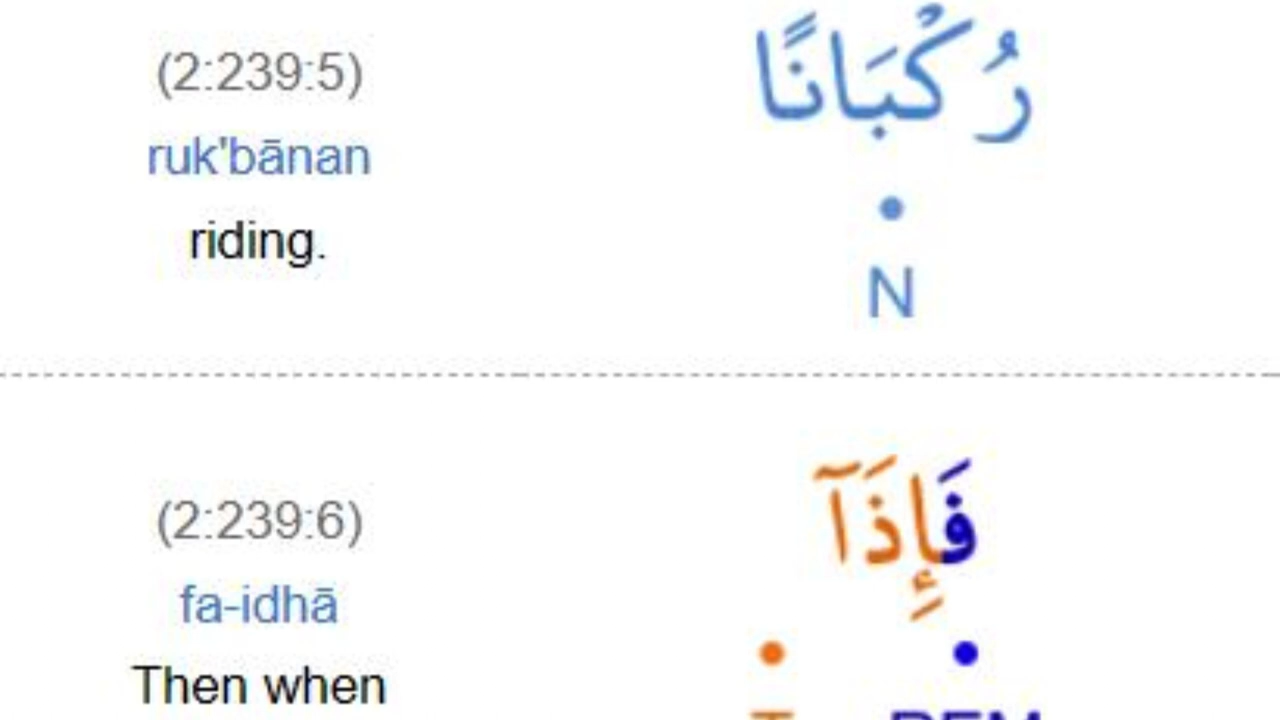 (2:239:5)
ruk'bānan
riding.
رُكْبَانًا
N
(2:239:6)
fa-idhā
Then when
فَإِذَآ